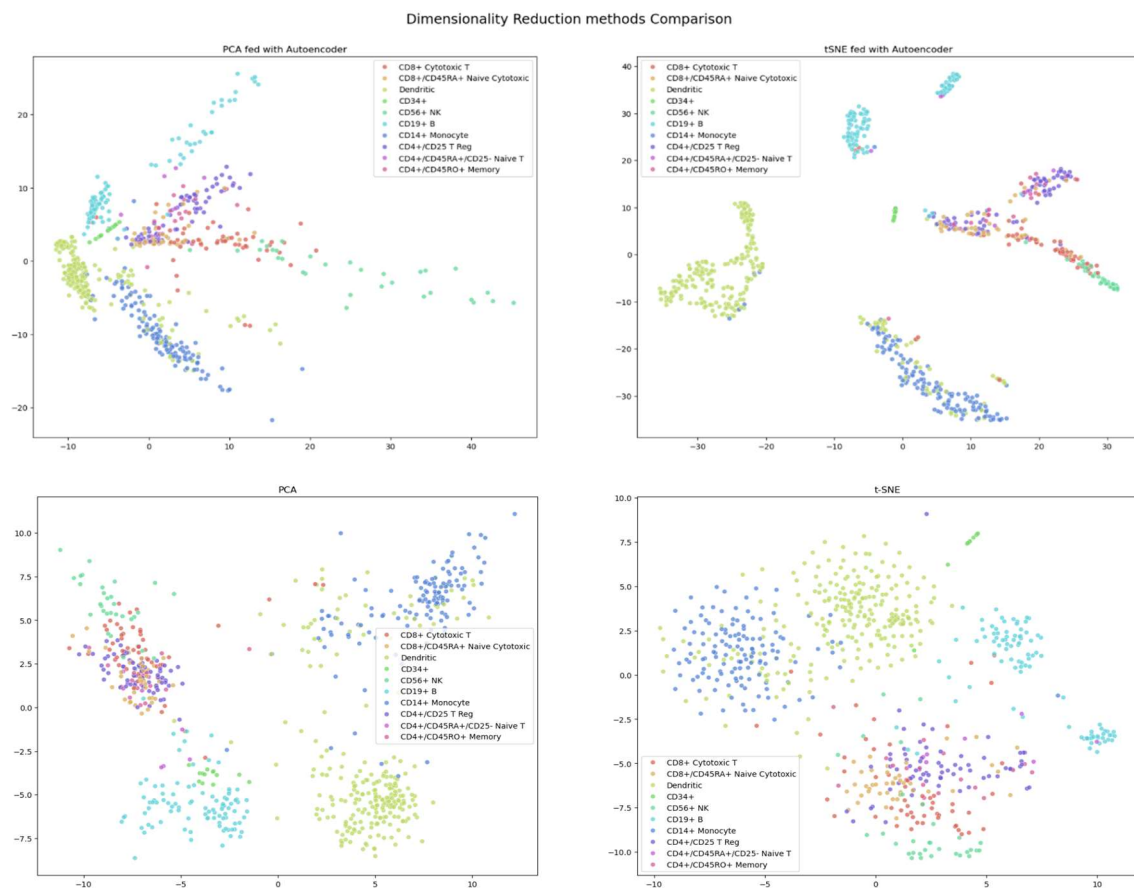 Dimensionality Reduction methods Comparison
PCA fed with Autoencoder
20
10
0
−10
−20
−10
0
10
20
30
40
CD8+ Cytotoxic T
CD8+/CD45RA+ Naive Cytotoxic
Dendritic
CD34+
CD56+ NK
CD19+ B
CD14+ Monocyte
CD4+/CD25 T Reg
CD4+/CD45RA+/CD25- Naive T
CD4+/CD45RO+ Memory
tSNE fed with Autoencoder
40
30
20
10
0
−10
−20
−30
−30
−20
−10
0
10
20
30
CD8+ Cytotoxic T
CD8+/CD45RA+ Naive Cytotoxic
Dendritic
CD34+
CD56+ NK
CD19+ B
CD14+ Monocyte
CD4+/CD25 T Reg
CD4+/CD45RA+/CD25- Naive T
CD4+/CD45RO+ Memory
PCA
10.0
7.5
5.0
2.5
0.0
−2.5
−5.0
−7.5
−10
−5
0
5
10
CD8+ Cytotoxic T
CD8+/CD45RA+ Naive Cytotoxic
Dendritic
CD34+
CD56+ NK
CD19+ B
CD14+ Monocyte
CD4+/CD25 T Reg
CD4+/CD45RA+/CD25- Naive T
CD4+/CD45RO+ Memory
t-SNE
10.0
7.5
5.0
2.5
0.0
−2.5
−5.0
−7.5
−10.0
−10
−5
0
5
10
CD8+ Cytotoxic T
CD8+/CD45RA+ Naive Cytotoxic
Dendritic
CD34+
CD56+ NK
CD19+ B
CD14+ Monocyte
CD4+/CD25 T Reg
CD4+/CD45RA+/CD25- Naive T
CD4+/CD45RO+ Memory